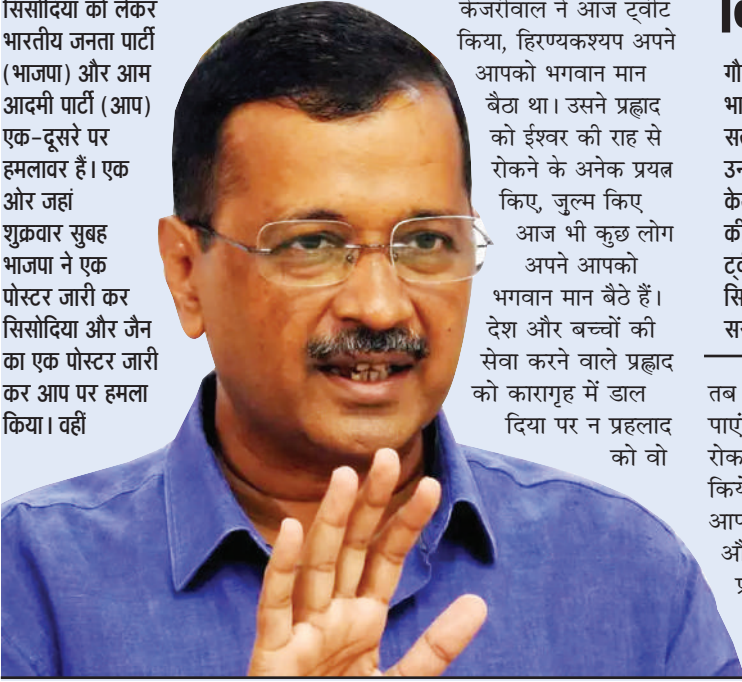 सिसोदिया को लेकर
भारतीय जनता पार्टी
(भाजपा) और आम
आदमी पार्टी (आप)
एक-दूसरे पर
हमलावर हैं। एक
ओर जहां
शुक्रवार सुबह
भाजपा ने एक
पोस्टर जारी कर
सिसोदिया और जैन
का एक पोस्टर जारी
कर आप पर हमला
किया। वहीं
केजरीवाल ने आज ट्वीट
किया, हिरण्यकश्यप अपने
आपको भगवान मान
बैठा था। उसने प्रह्लाद
को ईश्वर की राह से
रोकने के अनेक प्रयत्न
किए, जुल्म किए
आज भी कुछ लोग
अपने आपको
भगवान मान बैठे हैं।
देश और बच्चों की
सेवा करने वाले प्रह्लाद
को कारागृह में डाल
दिया पर न प्रहलाद
को वो
तब